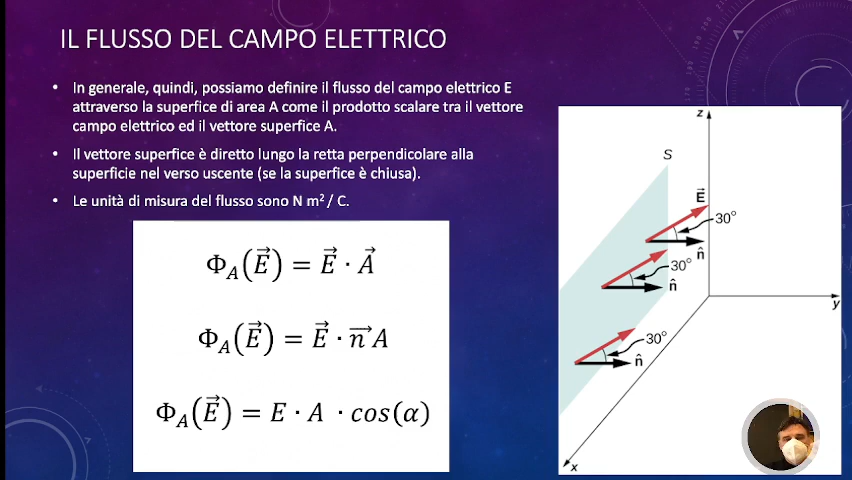 IL FLUSSO DEL CAMPO ELETTRICO
• In generale, quindi, possiamo definire il flusso del campo elettrico E
attraverso la superfice di area A come il prodotto scalare tra il vettore
campo elettrico ed il vettore superfice A.
• Il vettore superfice è diretto lungo la retta perpendicolare alla
superficie nel verso uscente (se la superfice è chiusa).
• Le unità di misura del flusso sono N m² / C.
Φ_A(E⃗) = E⃗ · A⃗
Φ_A(E⃗) = E⃗ · n⃗ A
Φ_A(E⃗) = E · A · cos(α)
z
S
E⃗
30°
n̂
30°
n̂
y
30°
n̂
x